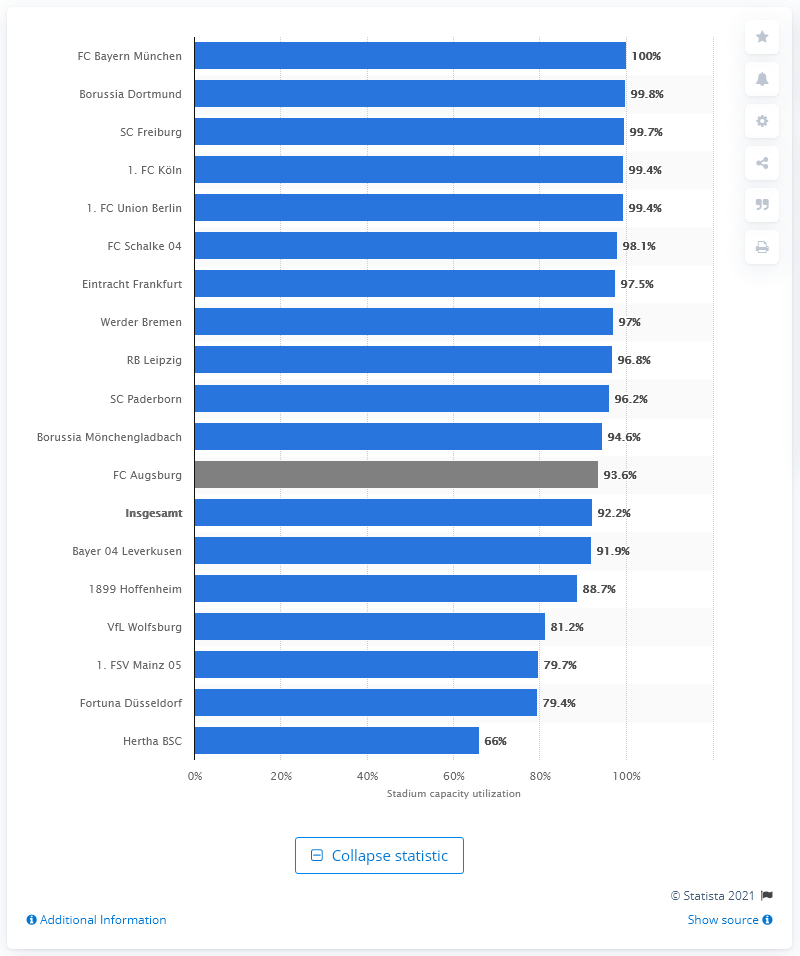 FC Bayern München 100%
Borussia Dortmund 99.8%
SC Freiburg 99.7%
1. FC Köln 99.4%
1. FC Union Berlin 99.4%
FC Schalke 04 98.1%
Eintracht Frankfurt 97.5%
Werder Bremen 97%
RB Leipzig 96.8%
SC Paderborn 96.2%
Borussia Mönchengladbach 94.6%
FC Augsburg 93.6%
Insgesamt 92.2%
Bayer 04 Leverkusen 91.9%
1899 Hoffenheim 88.7%
VfL Wolfsburg 81.2%
1. FSV Mainz 05 79.7%
Fortuna Düsseldorf 79.4%
Hertha BSC 66%
0% 20% 40% 60% 80% 100%
Stadium capacity utilization
Collapse statistic
© Statista 2021
Additional Information Show source